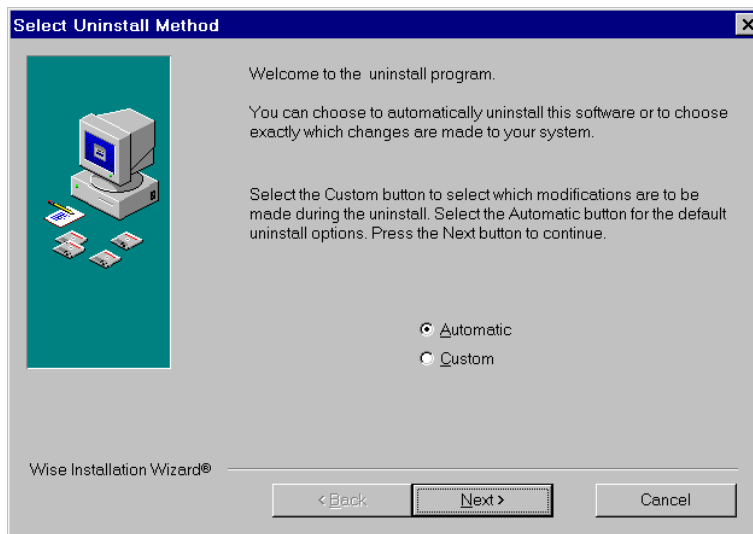 Select Uninstall Method
Welcome to the uninstall program.
You can choose to automatically uninstall this software or to choose
exactly which changes are made to your system.
Select the Custom button to select which modifications are to be
made during the uninstall. Select the Automatic button for the default
uninstall options. Press the Next button to continue.
Automatic
Custom
Wise Installation Wizard®
< Back
Next >
Cancel